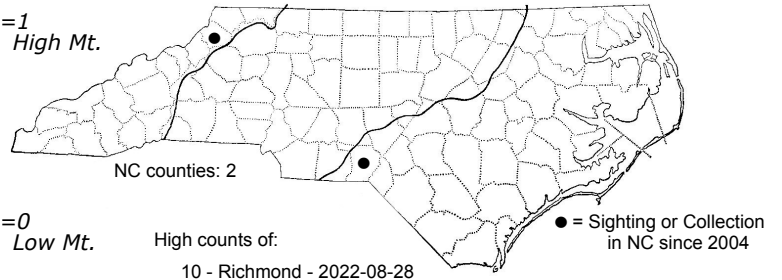 =1
High Mt.
NC counties: 2
=0
Low Mt.
High counts of:
10 - Richmond - 2022-08-28
● = Sighting or Collection
in NC since 2004